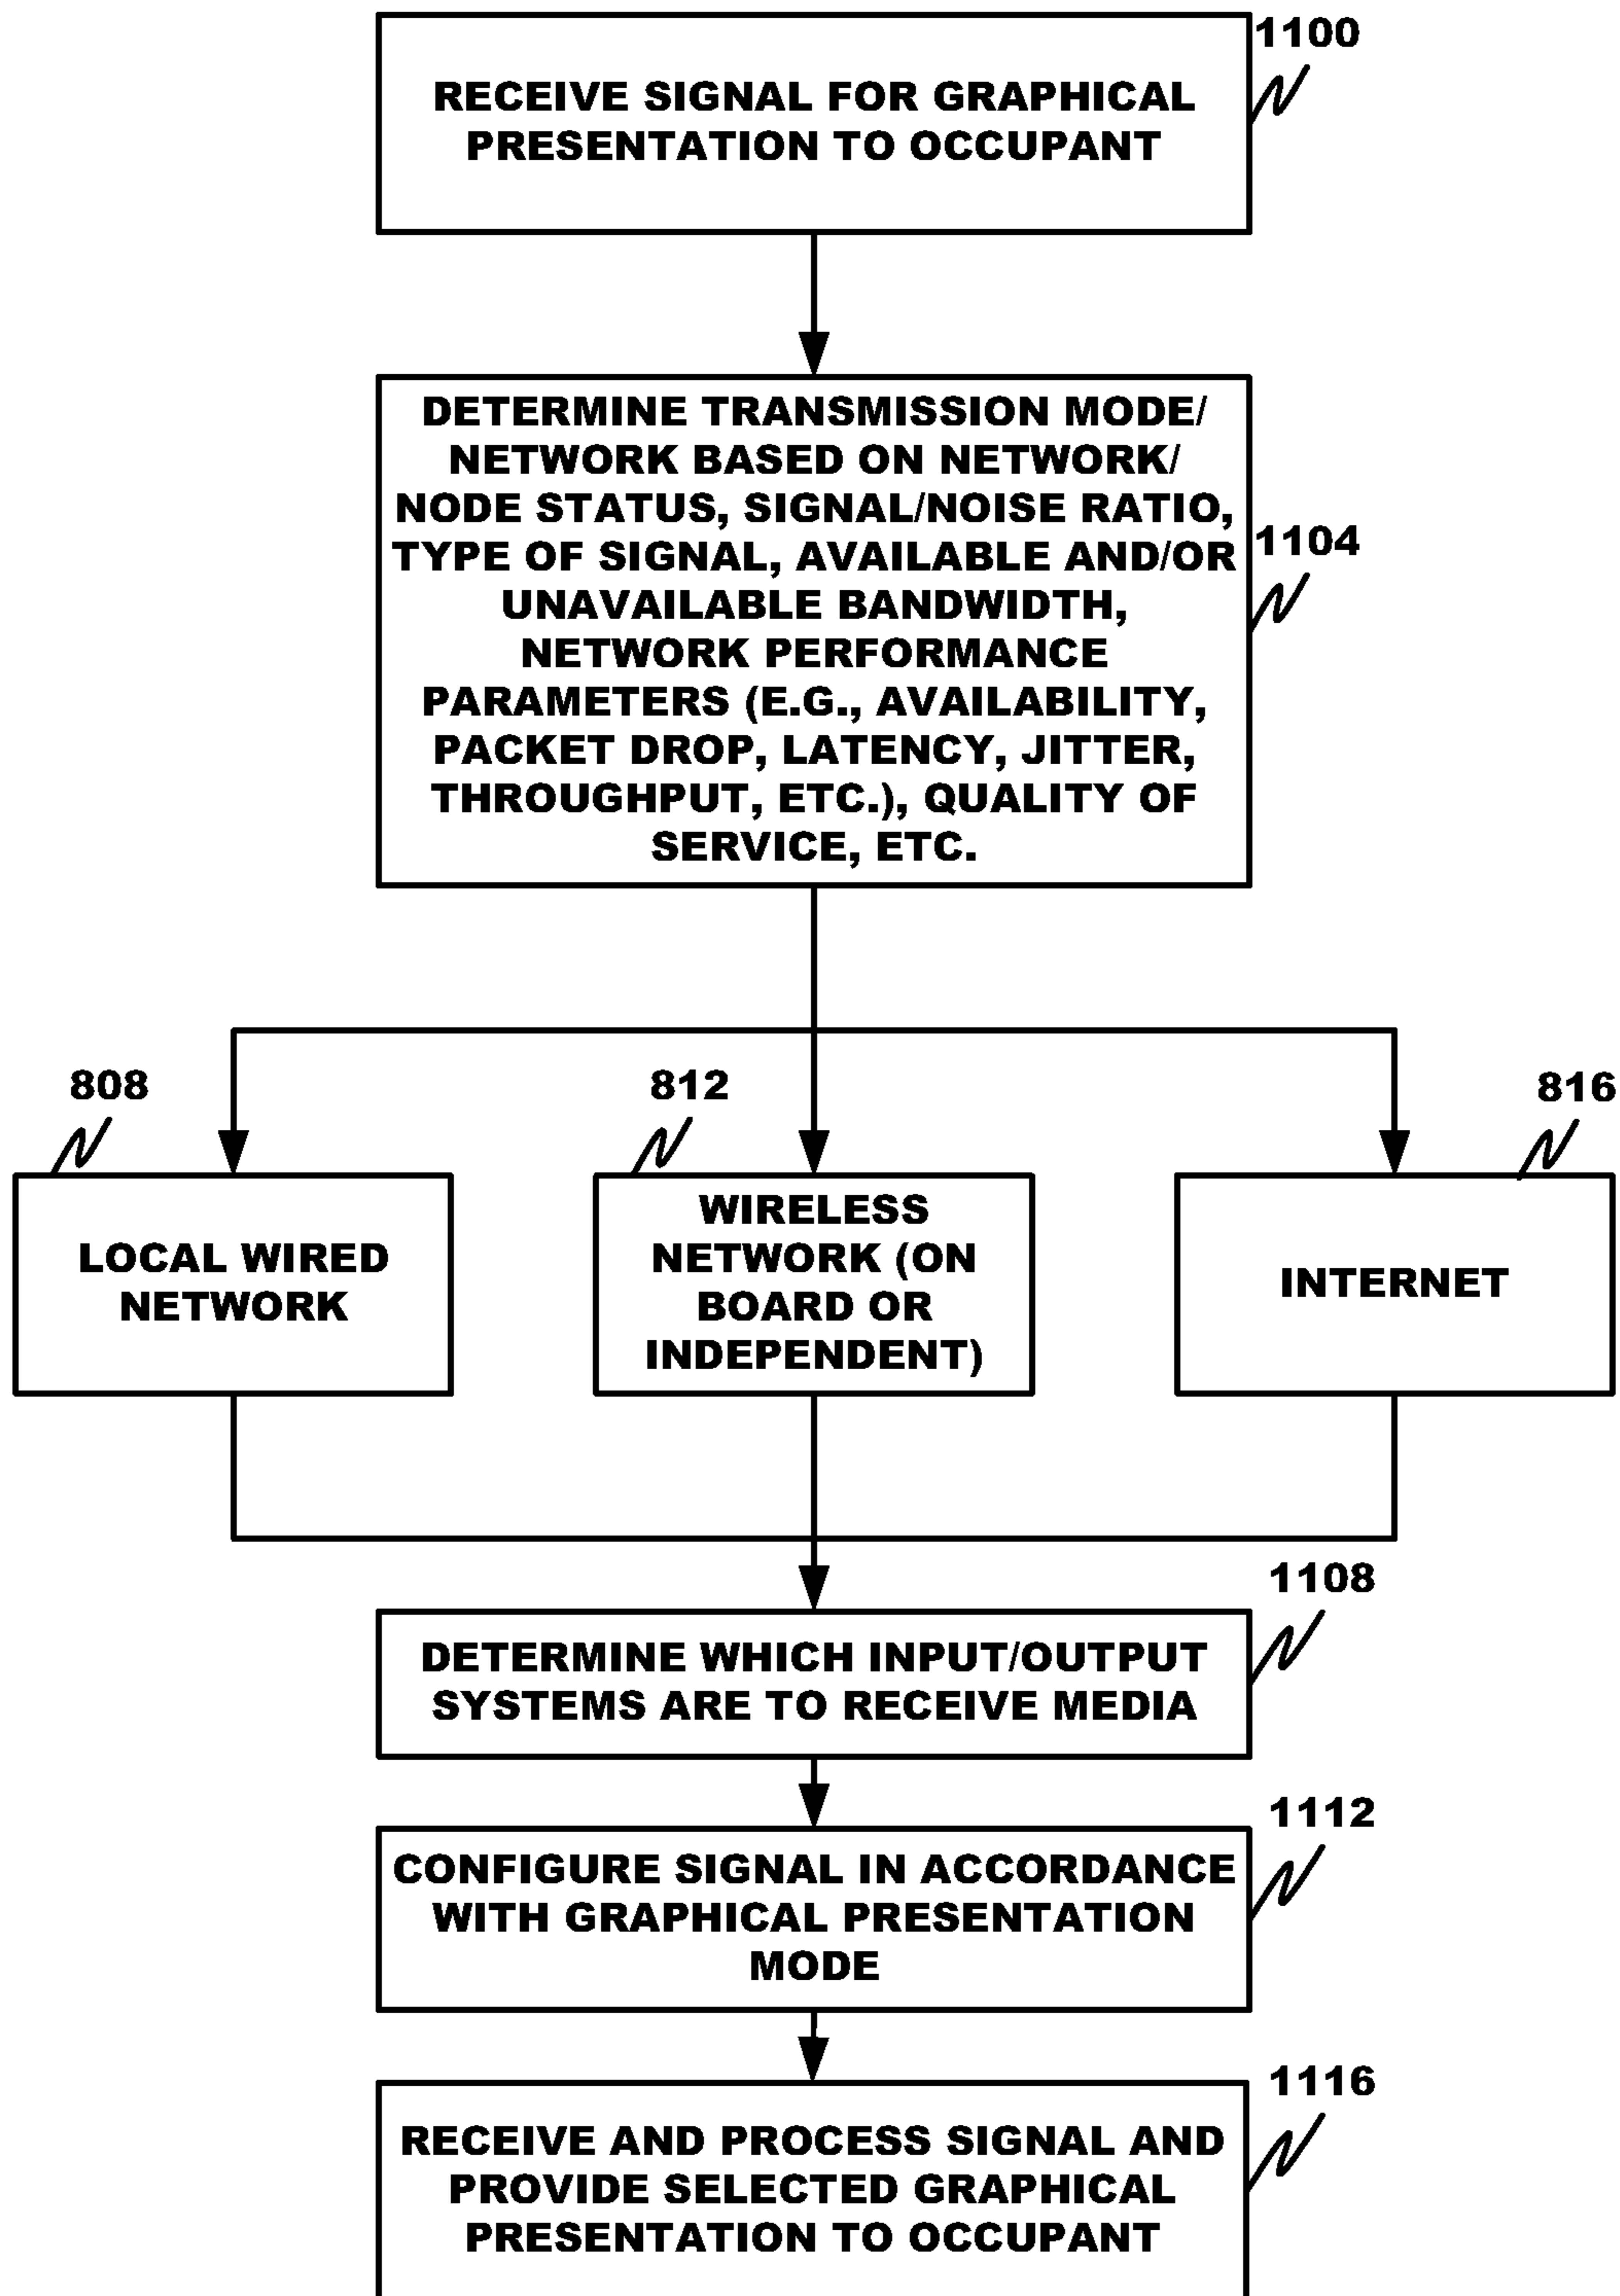 1100
RECEIVE SIGNAL FOR GRAPHICAL
PRESENTATION TO OCCUPANT
DETERMINE TRANSMISSION MODE/
NETWORK BASED ON NETWORK/
NODE STATUS, SIGNAL/NOISE RATIO,
TYPE OF SIGNAL, AVAILABLE AND/OR
UNAVAILABLE BANDWIDTH,
NETWORK PERFORMANCE
PARAMETERS (E.G., AVAILABILITY,
PACKET DROP, LATENCY, JITTER,
THROUGHPUT, ETC.), QUALITY OF
SERVICE, ETC.
1104
808
LOCAL WIRED
NETWORK
812
WIRELESS
NETWORK (ON
BOARD OR
INDEPENDENT)
816
INTERNET
1108
DETERMINE WHICH INPUT/OUTPUT
SYSTEMS ARE TO RECEIVE MEDIA
1112
CONFIGURE SIGNAL IN ACCORDANCE
WITH GRAPHICAL PRESENTATION
MODE
1116
RECEIVE AND PROCESS SIGNAL AND
PROVIDE SELECTED GRAPHICAL
PRESENTATION TO OCCUPANT